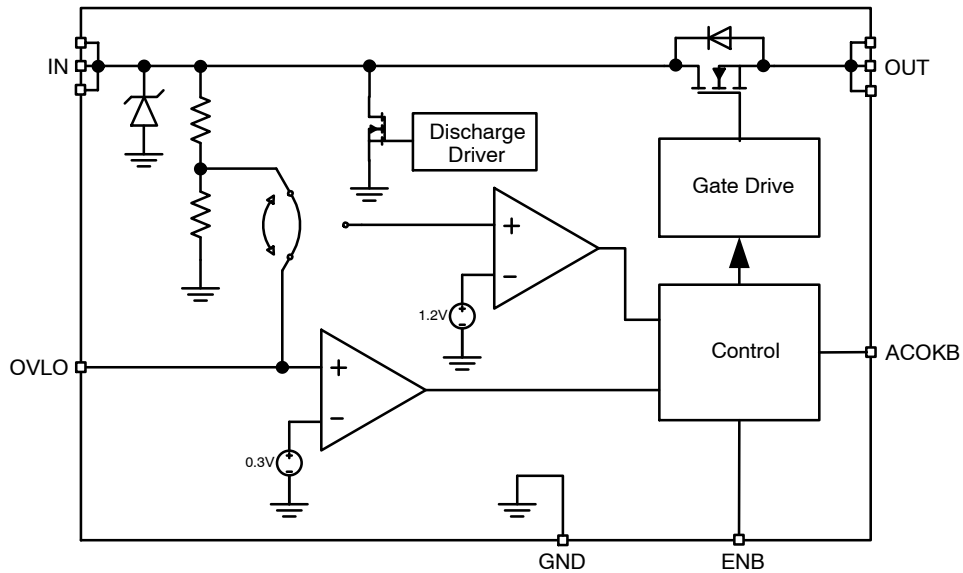 IN
OUT
Discharge
Driver
Gate Drive
1.2V
OVLO
Control
ACOKB
0.3V
GND
ENB